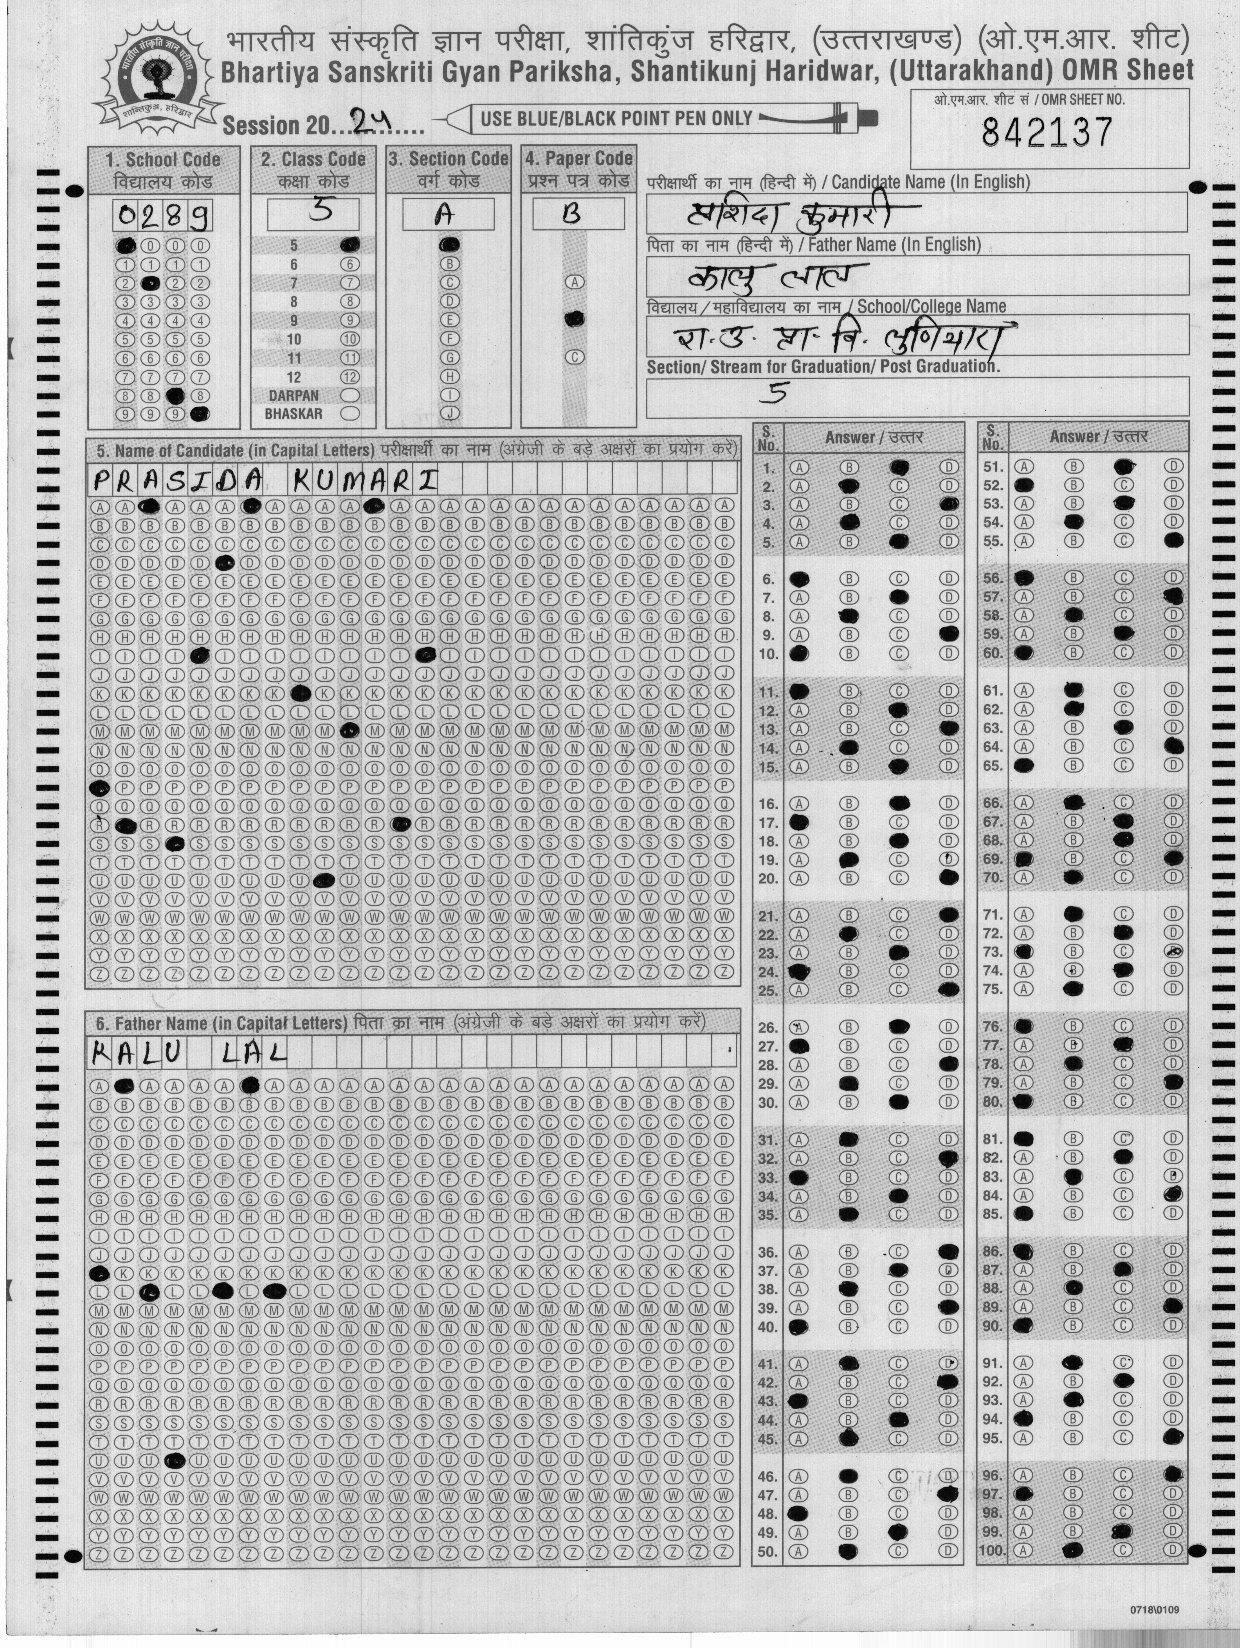 भारतीय संस्कृति ज्ञान परीक्षा, शांतिकुंज हरिद्वार, (उत्तराखण्ड) (ओ.एम.आर. शीट)
Bhartiya Sanskriti Gyan Pariksha, Shantikunj Haridwar, (Uttarakhand) OMR Sheet
Session 20...24........
USE BLUE/BLACK POINT PEN ONLY
ओ.एम.आर. शीट सं / OMR SHEET NO.
842137
1. School Code
विद्यालय कोड
0289
2. Class Code
कक्षा कोड
5
5
6
7
8
9
10
11
12
DARPAN
BHASKAR
3. Section Code
वर्ग कोड
A
4. Paper Code
प्रश्न पत्र कोड
B
परीक्षार्थी का नाम (हिन्दी में) / Candidate Name (In English)
प्रशिदा कुमारी
पिता का नाम (हिन्दी में) / Father Name (In English)
कालु लाल
विद्यालय / महाविद्यालय का नाम / School/College Name
रा.उ. प्रा. वि. लुणियारा
Section/ Stream for Graduation/ Post Graduation.
5
5. Name of Candidate (in Capital Letters) परीक्षार्थी का नाम (अंग्रेजी के बड़े अक्षरों का प्रयोग करें)
PRASIDA KUMARI
6. Father Name (in Capital Letters) पिता का नाम (अंग्रेजी के बड़े अक्षरों का प्रयोग करें)
KALU LAL
S. No.
Answer / उत्तर
S. No.
Answer / उत्तर
0718\0109